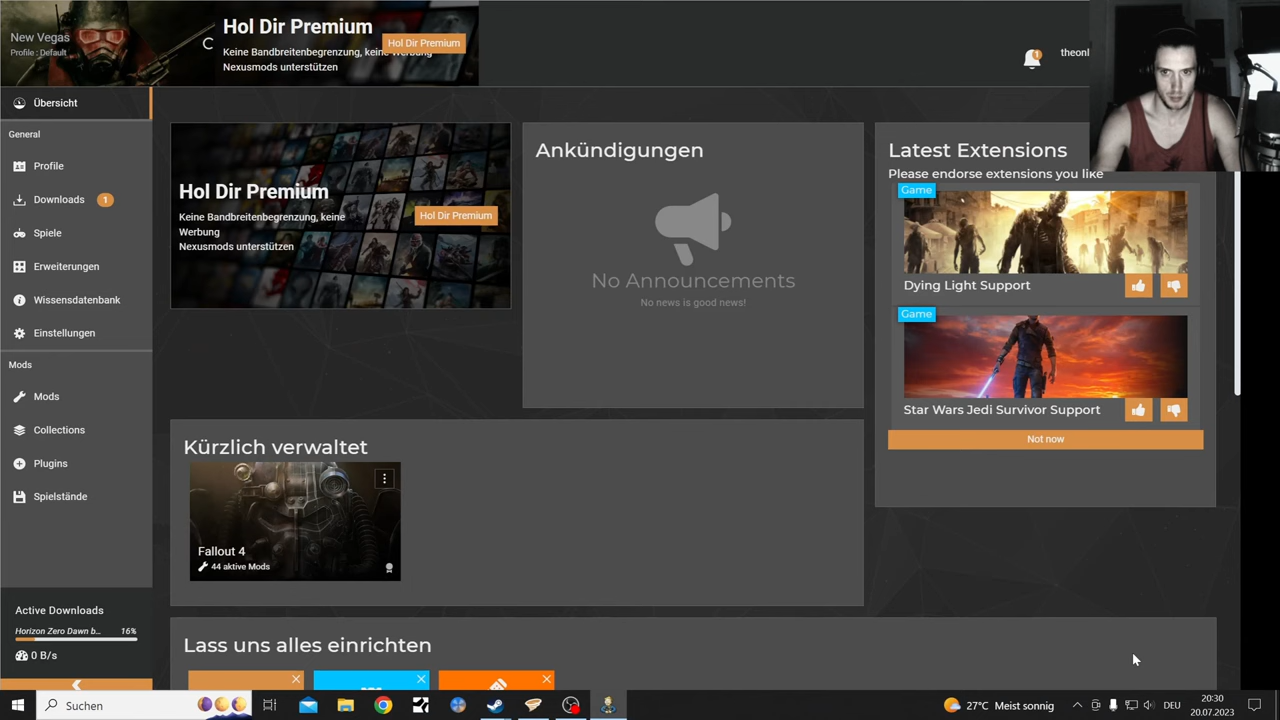 New Vegas
Profile : Default
Hol Dir Premium
Keine Bandbreitenbegrenzung, keine Werbung
Nexusmods unterstützen
Hol Dir Premium
1
theonl
Übersicht
General
Profile
Downloads
1
Spiele
Erweiterungen
Wissensdatenbank
Einstellungen
Mods
Mods
Collections
Plugins
Spielstände
Active Downloads
Horizon Zero Dawn b...
16%
0 B/s
Hol Dir Premium
Keine Bandbreitenbegrenzung, keine
Werbung
Nexusmods unterstützen
Hol Dir Premium
Ankündigungen
No Announcements
No news is good news!
Latest Extensions
Please endorse extensions you like
Game
Dying Light Support
Game
Star Wars Jedi Survivor Support
Not now
Kürzlich verwaltet
Fallout 4
44 aktive Mods
Lass uns alles einrichten
Suchen
27°C Meist sonnig
DEU
20:30
20.07.2023